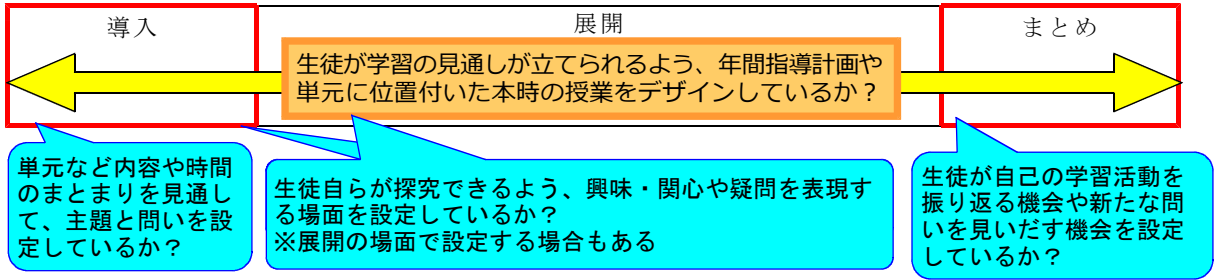 導入
展開
まとめ
生徒が学習の見通しが立てられるよう、年間指導計画や
単元に位置付いた本時の授業をデザインしているか？
単元など内容や時間
のまとまりを見通し
て、主題と問いを設
定しているか？
生徒自らが探究できるよう、興味・関心や疑問を表現す
る場面を設定しているか？
※展開の場面で設定する場合もある
生徒が自己の学習活動を
振り返る機会や新たな問
いを見いだす機会を設定
しているか？